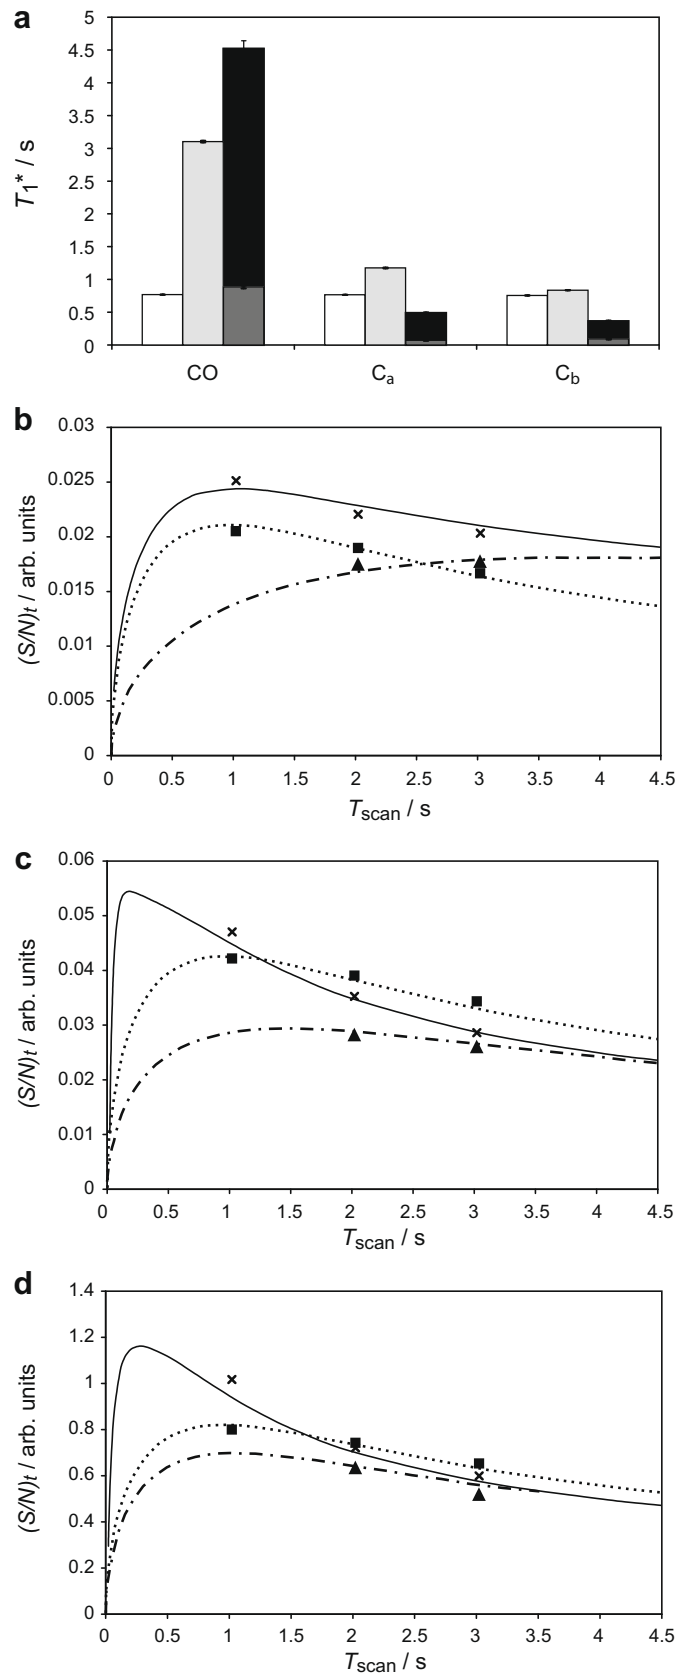 a
5
4.5
4
3.5
3
2.5
2
1.5
1
0.5
0
T1* / s
CO Ca Cb
b
0.03
0.025
0.02
0.015
0.01
0.005
0
(S/N)t / arb. units
0 0.5 1 1.5 2 2.5 3 3.5 4 4.5
Tscan / s
c
0.06
0.05
0.04
0.03
0.02
0.01
0
(S/N)t / arb. units
0 0.5 1 1.5 2 2.5 3 3.5 4 4.5
Tscan / s
d
1.4
1.2
1
0.8
0.6
0.4
0.2
0
(S/N)t / arb. units
0 0.5 1 1.5 2 2.5 3 3.5 4 4.5
Tscan / s